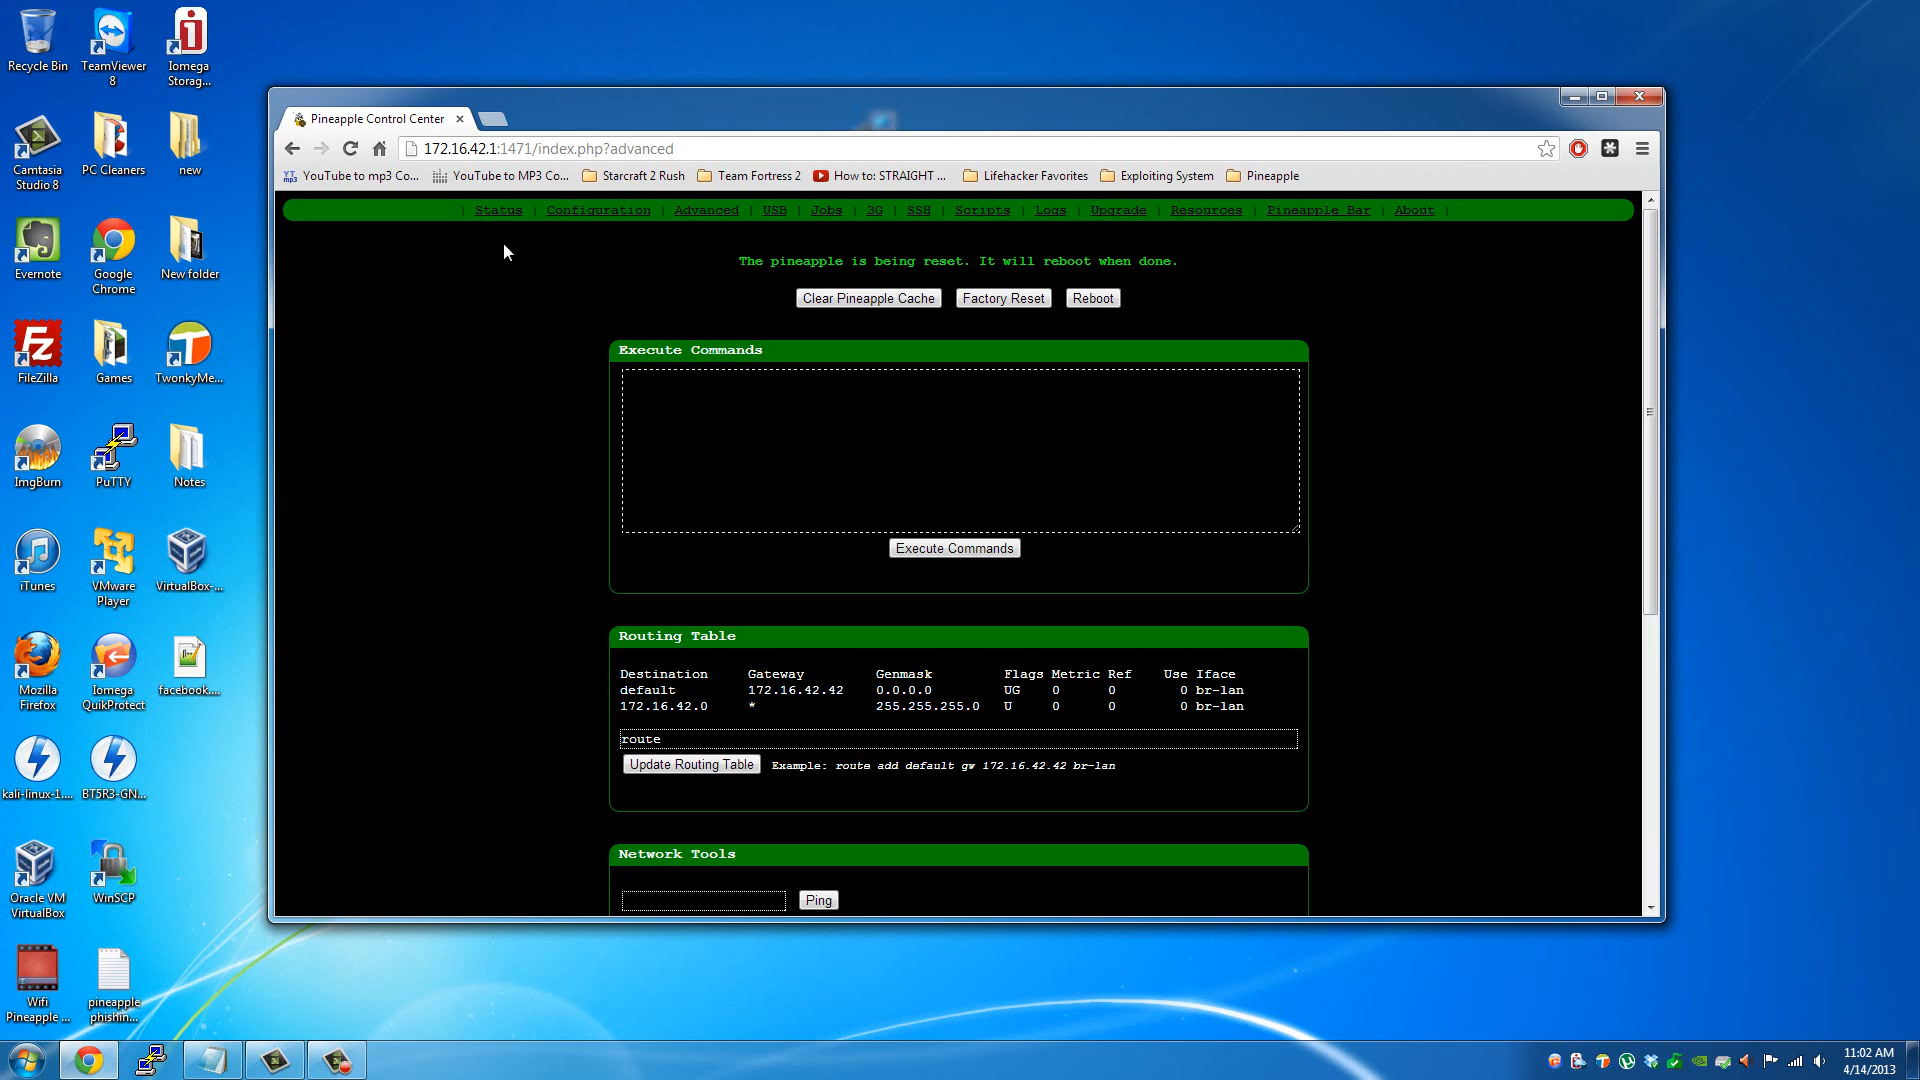 Recycle Bin
TeamViewer 8
Iomega Storag...
Camtasia Studio 8
PC Cleaners
new
Evernote
Google Chrome
New folder
FileZilla
Games
TwonkyMe...
ImgBurn
PuTTY
Notes
iTunes
VMware Player
VirtualBox-...
Mozilla Firefox
Iomega QuikProtect
facebook....
kali-linux-1....
BT5R3-GN...
Oracle VM VirtualBox
WinSCP
Wifi Pineapple ...
pineapple phishin...
Pineapple Control Center
172.16.42.1:1471/index.php?advanced
YouTube to mp3 Co...
YouTube to MP3 Co...
Starcraft 2 Rush
Team Fortress 2
How to: STRAIGHT ...
Lifehacker Favorites
Exploiting System
Pineapple
| Status | Configuration | Advanced | USB | Jobs | 3G | SSH | Scripts | Logs | Upgrade | Resources | Pineapple Bar | About |
The pineapple is being reset. It will reboot when done.
Clear Pineapple Cache Factory Reset Reboot
Execute Commands
Execute Commands
Routing Table
Destination Gateway Genmask Flags Metric Ref Use Iface
default 172.16.42.42 0.0.0.0 UG 0 0 0 br-lan
172.16.42.0 * 255.255.255.0 U 0 0 0 br-lan
route
Update Routing Table Example: route add default gw 172.16.42.42 br-lan
Network Tools
Ping
11:02 AM
4/14/2013